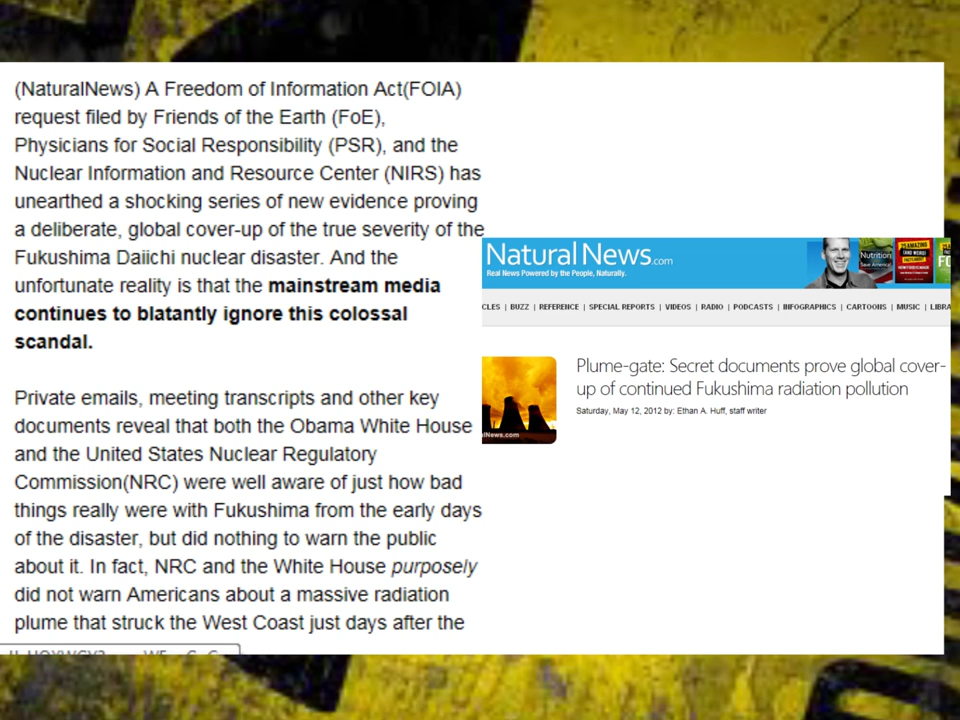 (NaturalNews) A Freedom of Information Act(FOIA)
request filed by Friends of the Earth (FoE),
Physicians for Social Responsibility (PSR), and the
Nuclear Information and Resource Center (NIRS) has
unearthed a shocking series of new evidence proving
a deliberate, global cover-up of the true severity of the
Fukushima Daiichi nuclear disaster. And the
unfortunate reality is that the mainstream media
continues to blatantly ignore this colossal
scandal.
Private emails, meeting transcripts and other key
documents reveal that both the Obama White House
and the United States Nuclear Regulatory
Commission(NRC) were well aware of just how bad
things really were with Fukushima from the early days
of the disaster, but did nothing to warn the public
about it. In fact, NRC and the White House purposely
did not warn Americans about a massive radiation
plume that struck the West Coast just days after the
NaturalNews.com
Real News Powered by the People, Naturally.
Nutrition
CLES | BUZZ | REFERENCE | SPECIAL REPORTS | VIDEOS | RADIO | PODCASTS | INFOGRAPHICS | CARTOONS | MUSIC | LIBRA
Plume-gate: Secret documents prove global cover-
up of continued Fukushima radiation pollution
Saturday, May 12, 2012 by: Ethan A. Huff, staff writer
alNews.com